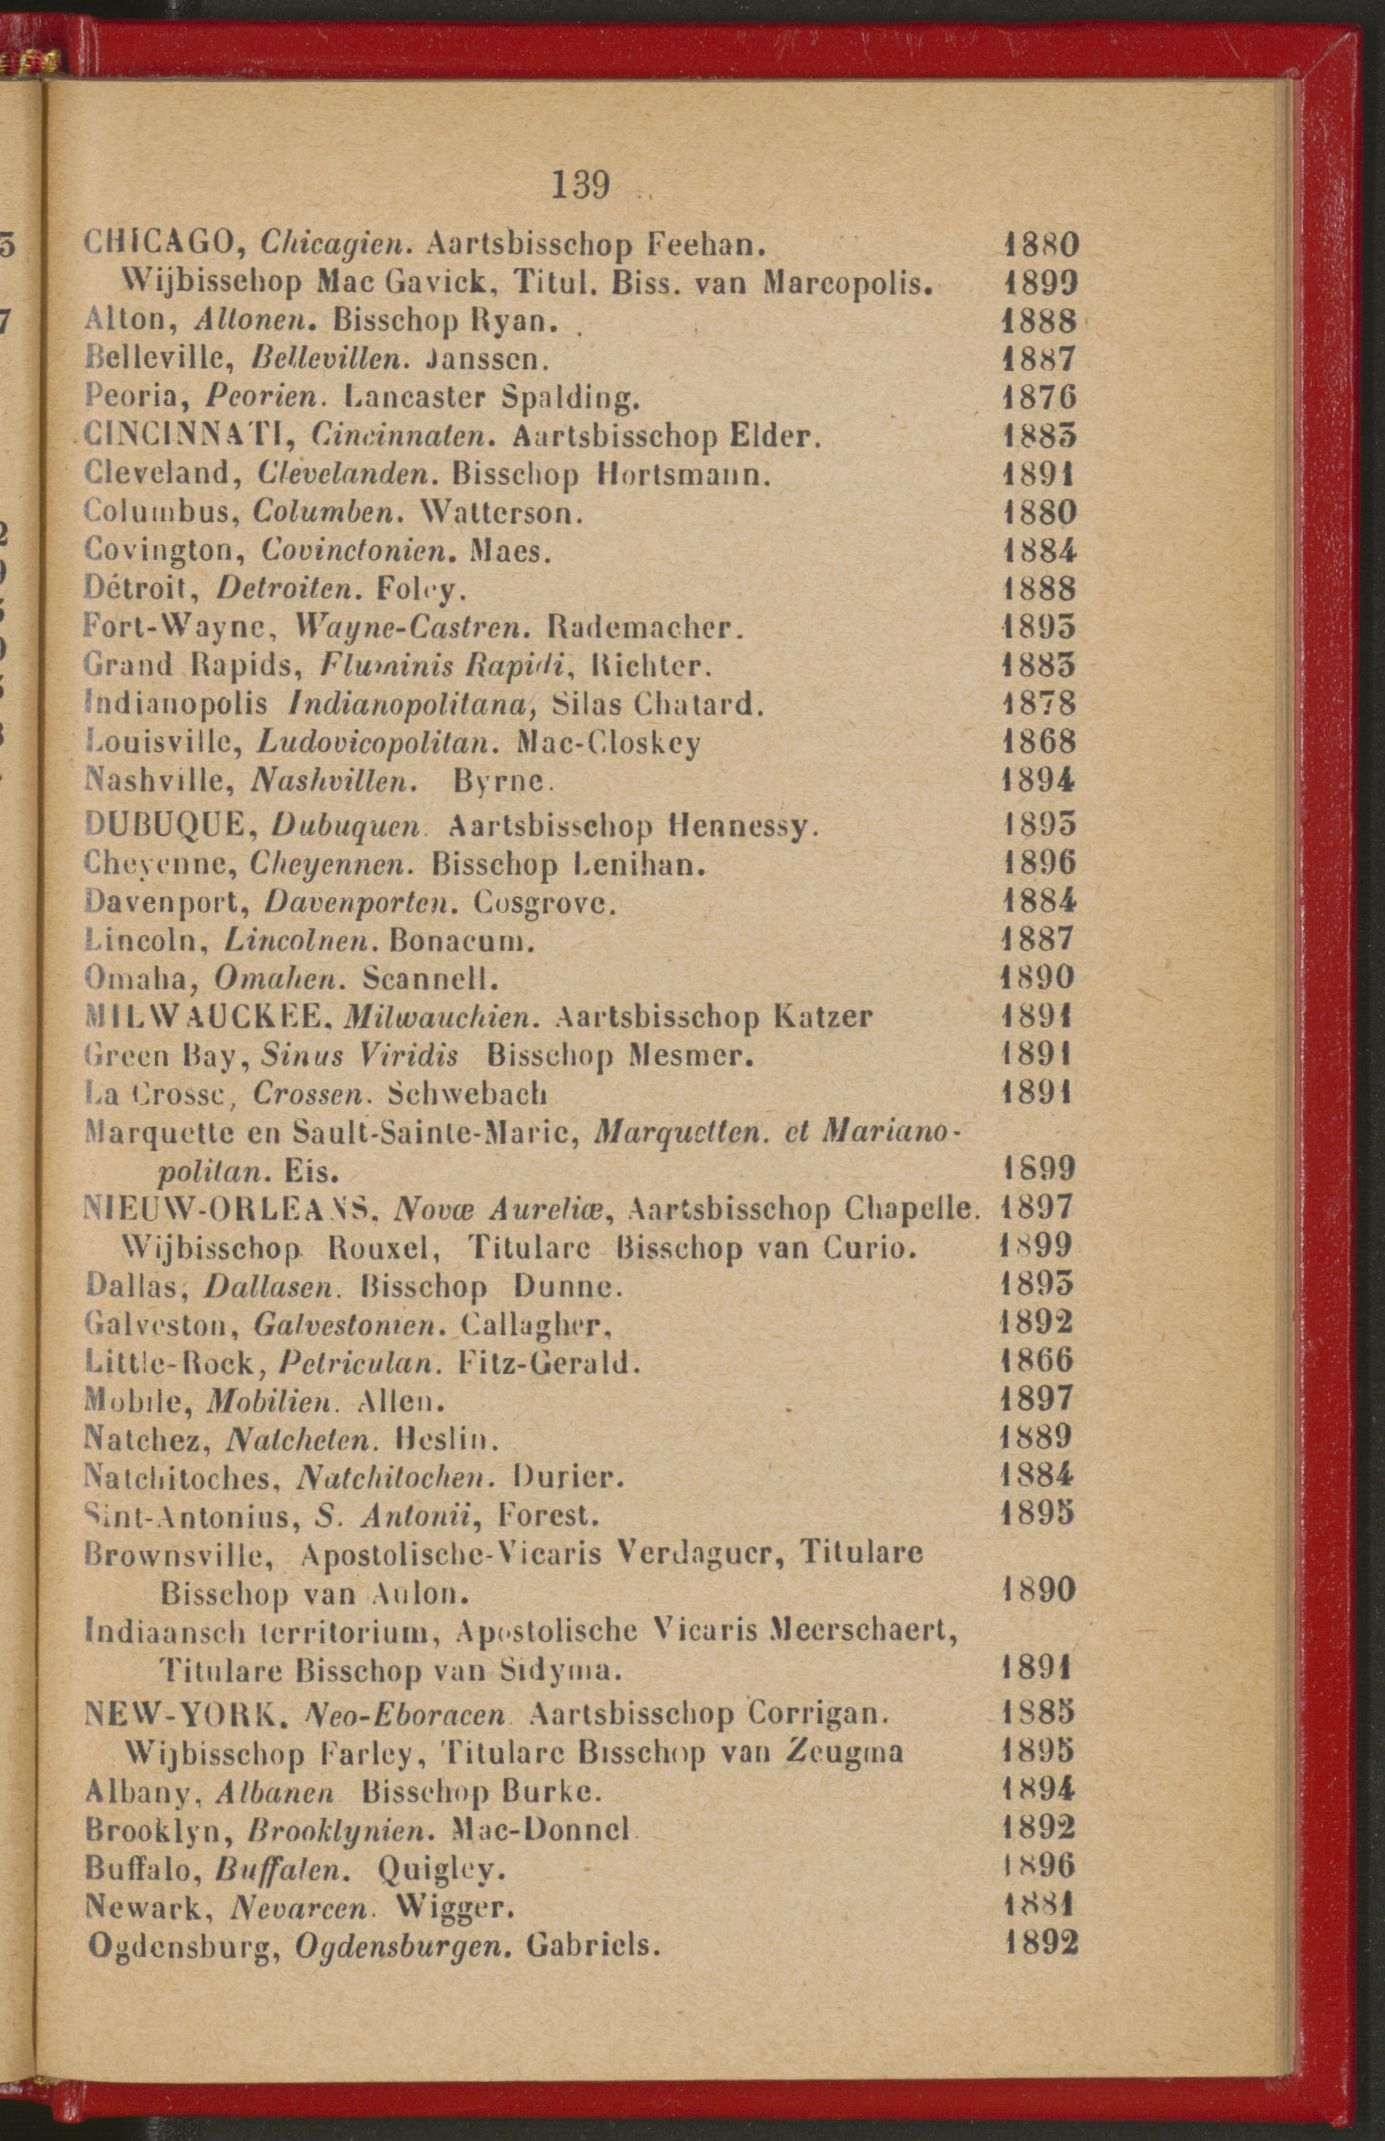 139
CHICAGO, Chicagien. Aartsbisschop Feehan. 1880
Wijbisschop Mac Gavick, Titul. Biss. van Marcopolis. 1899
Alton, Altonen. Bisschop Ryan. 1888
Belleville, Bellevillen. Janssen. 1887
Peoria, Peorien. Lancaster Spalding. 1876
CINCINNATI, Cincinnaten. Aartsbisschop Elder. 1883
Cleveland, Clevelanden. Bisschop Hortsmann. 1891
Columbus, Columben. Watterson. 1880
Covington, Covinctonien. Maes. 1884
Détroit, Detroiten. Foley. 1888
Fort-Wayne, Wayne-Castren. Rademacher. 1893
Grand Rapids, Fluminis Rapidi, Richter. 1883
Indianopolis Indianopolitana, Silas Chatard. 1878
Louisville, Ludovicopolitan. Mac-Closkey 1868
Nashville, Nashvillen. Byrne. 1894
DUBUQUE, Dubuquen. Aartsbisschop Hennessy. 1893
Cheyenne, Cheyennen. Bisschop Lenihan. 1896
Davenport, Davenporten. Cosgrove. 1884
Lincoln, Lincolnen. Bonacum. 1887
Omaha, Omahen. Scannell. 1890
MILWAUCKEE, Milwauchien. Aartsbisschop Katzer 1891
Green Bay, Sinus Viridis Bisschop Mesmer. 1891
La Crosse, Crossen. Schwebach 1891
Marquette en Sault-Sainte-Marie, Marquetten. et Mariano-
politan. Eis. 1899
NIEUW-ORLEANS, Novæ Aureliæ, Aartsbisschop Chapelle. 1897
Wijbisschop Rouxel, Titulare Bisschop van Curio. 1899
Dallas, Dallasen. Bisschop Dunne. 1893
Galveston, Galvestonien. Callagher, 1892
Little-Rock, Petriculan. Fitz-Gerald. 1866
Mobile, Mobilien. Allen. 1897
Natchez, Natcheten. Heslin. 1889
Natchitoches, Natchitochen. Durier. 1884
Sint-Antonius, S. Antonii, Forest. 1895
Brownsville, Apostolische-Vicaris Verdaguer, Titulare
Bisschop van Aulon. 1890
Indiaansch territorium, Apostolische Vicaris Meerschaert,
Titulare Bisschop van Sidyma. 1891
NEW-YORK. Neo-Eboracen Aartsbisschop Corrigan. 1885
Wijbisschop Farley, Titulare Bisschop van Zeugma 1895
Albany, Albanen Bisschop Burke. 1894
Brooklyn, Brooklynien. Mac-Donnel 1892
Buffalo, Buffalen. Quigley. 1896
Newark, Nevarcen. Wigger. 1881
Ogdensburg, Ogdensburgen. Gabriels. 1892